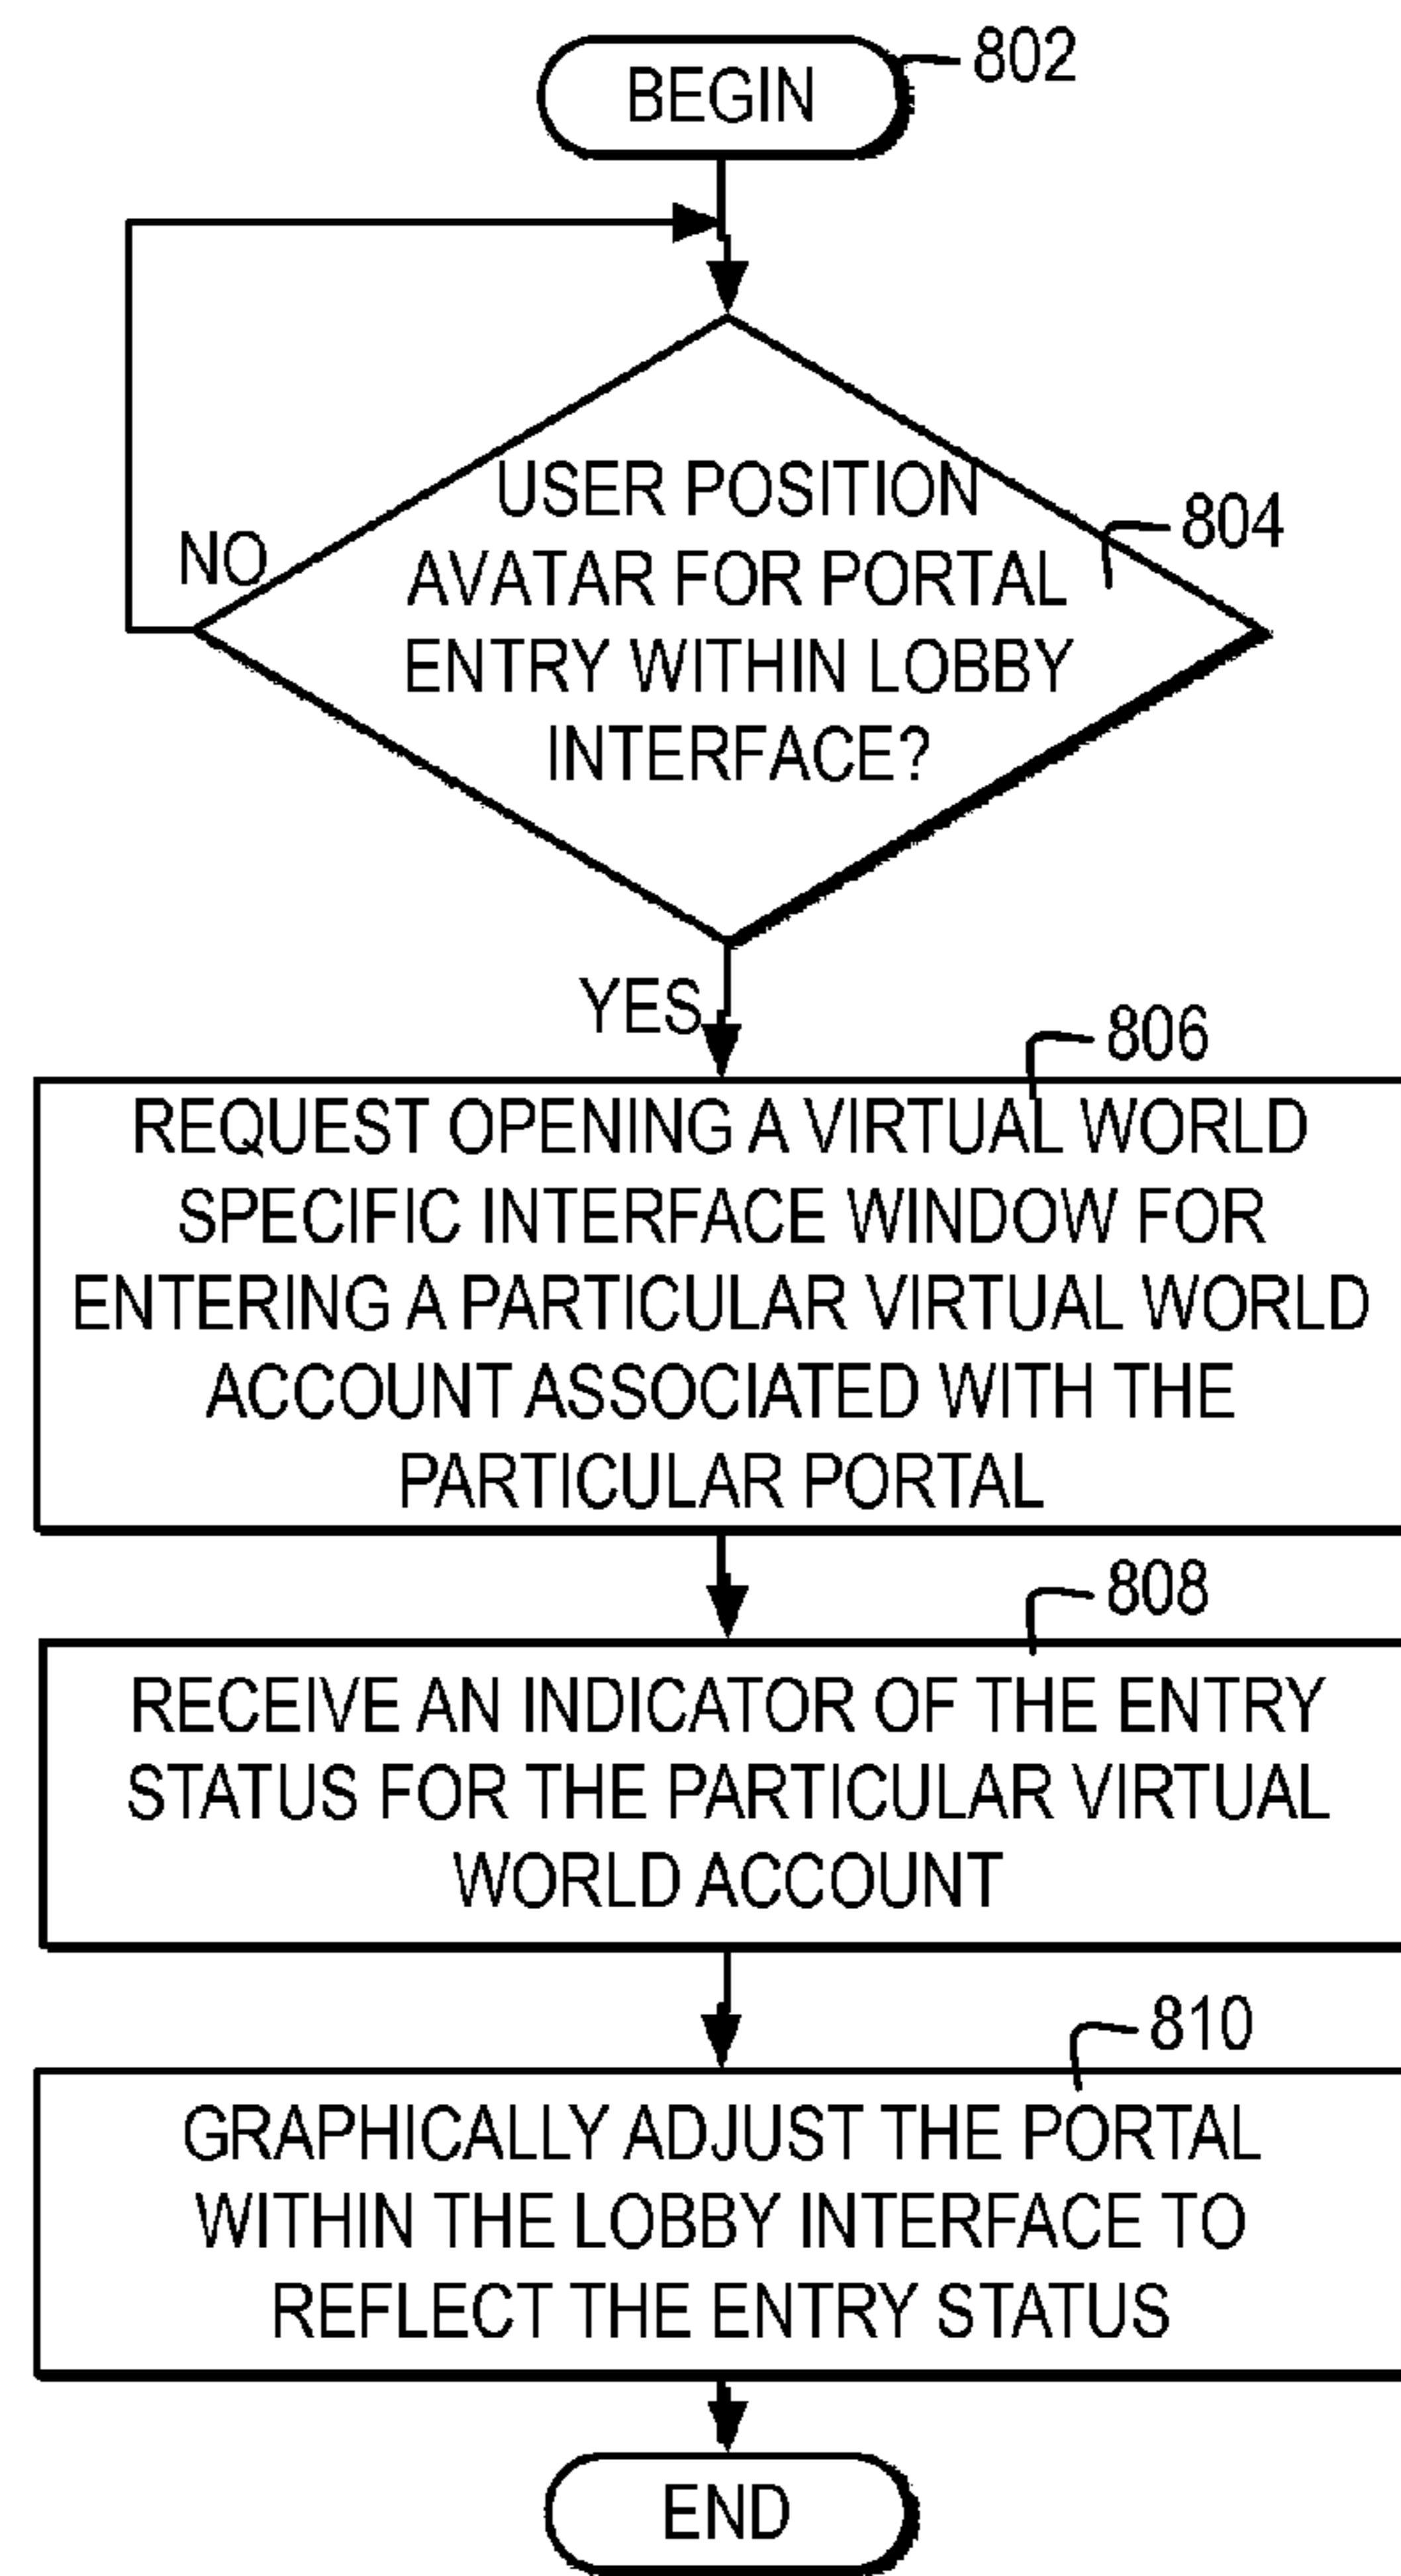 BEGIN
802
USER POSITION
AVATAR FOR PORTAL
ENTRY WITHIN LOBBY
INTERFACE?
804
NO
YES
806
REQUEST OPENING A VIRTUAL WORLD
SPECIFIC INTERFACE WINDOW FOR
ENTERING A PARTICULAR VIRTUAL WORLD
ACCOUNT ASSOCIATED WITH THE
PARTICULAR PORTAL
808
RECEIVE AN INDICATOR OF THE ENTRY
STATUS FOR THE PARTICULAR VIRTUAL
WORLD ACCOUNT
810
GRAPHICALLY ADJUST THE PORTAL
WITHIN THE LOBBY INTERFACE TO
REFLECT THE ENTRY STATUS
END